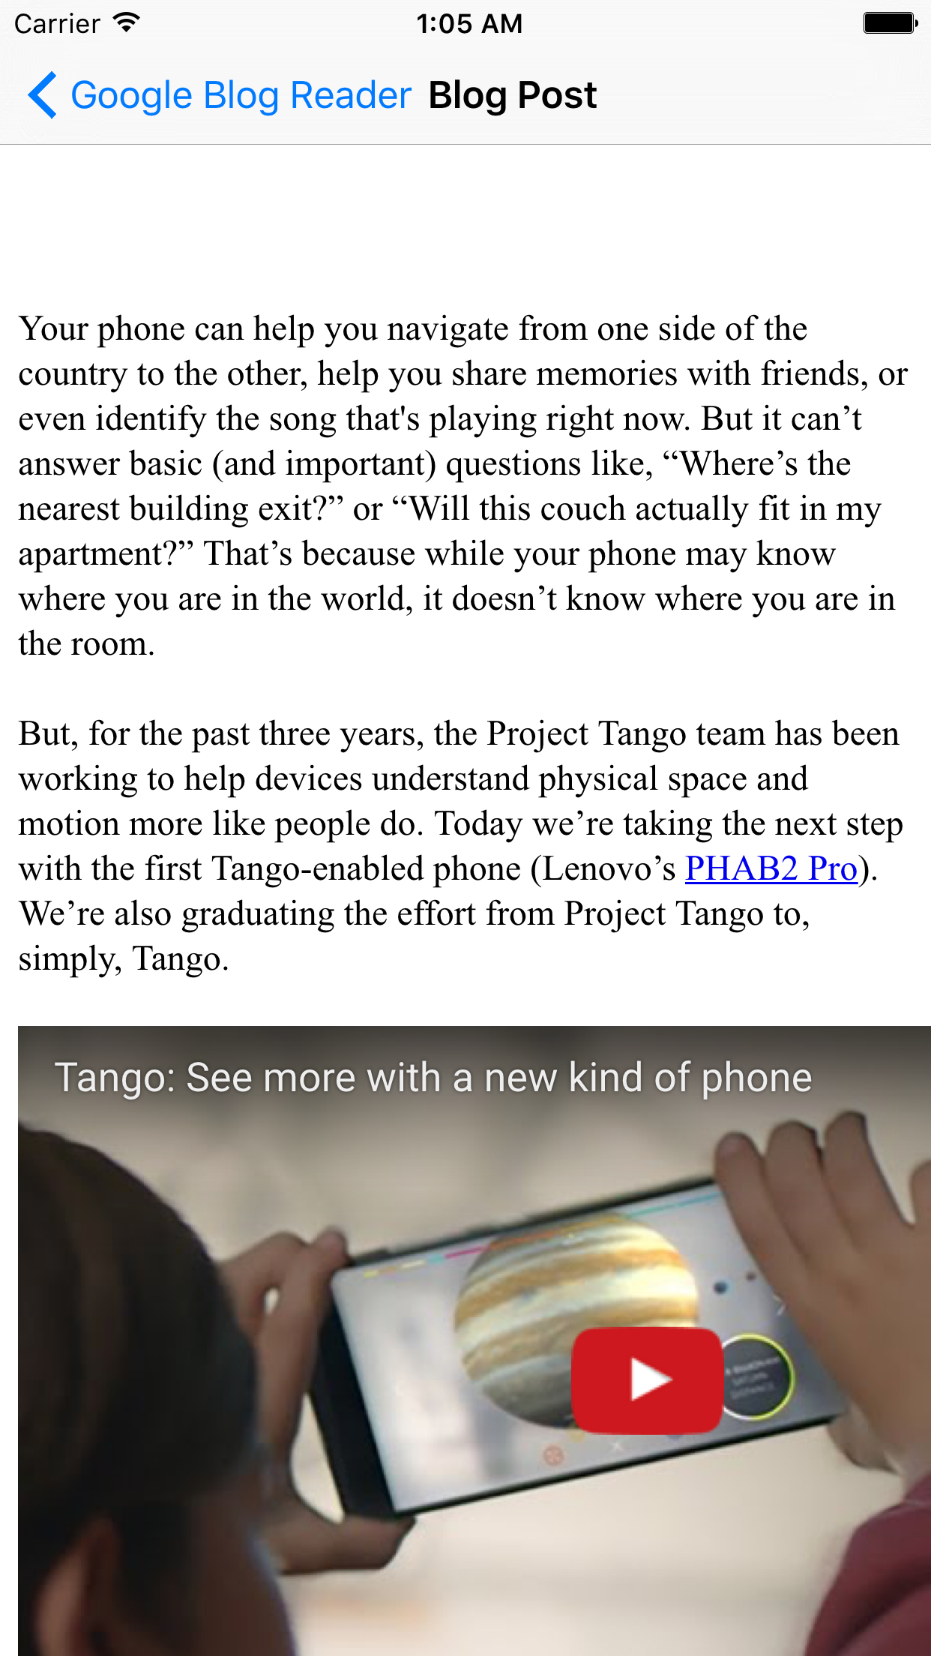 Carrier 1:05 AM
Google Blog Reader Blog Post
Your phone can help you navigate from one side of the
country to the other, help you share memories with friends, or
even identify the song that's playing right now. But it can’t
answer basic (and important) questions like, “Where’s the
nearest building exit?” or “Will this couch actually fit in my
apartment?” That’s because while your phone may know
where you are in the world, it doesn’t know where you are in
the room.
But, for the past three years, the Project Tango team has been
working to help devices understand physical space and
motion more like people do. Today we’re taking the next step
with the first Tango-enabled phone (Lenovo’s PHAB2 Pro).
We’re also graduating the effort from Project Tango to,
simply, Tango.
Tango: See more with a new kind of phone